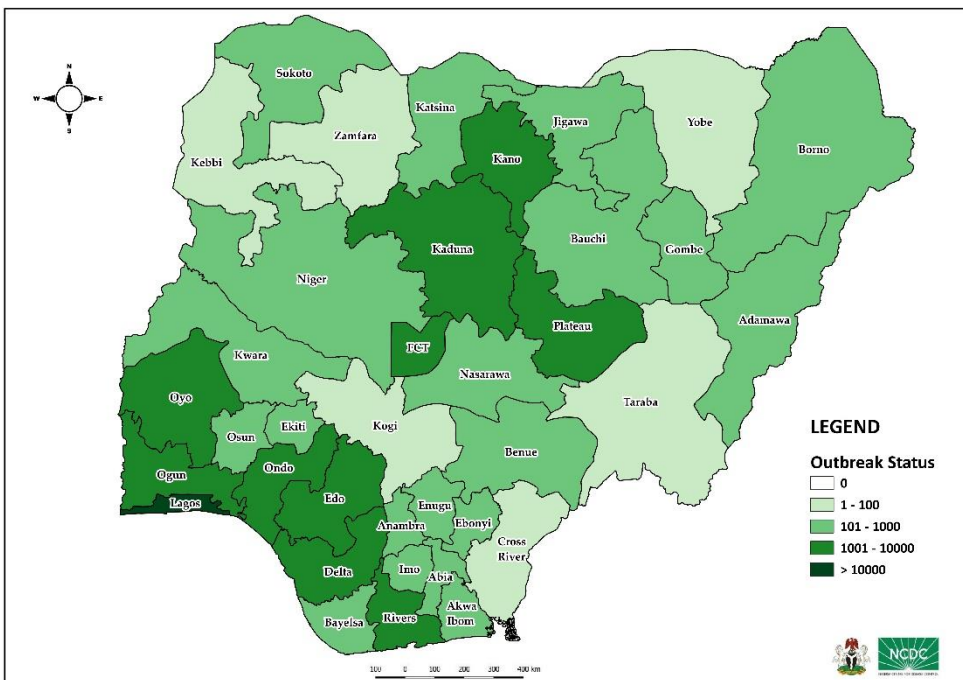 N
W E
S
Sokoto
Kebbi
Zamfara
Katsina
Kano
Jigawa
Yobe
Borno
Kaduna
Bauchi
Gombe
Niger
Adamawa
Plateau
FCT
Kwara
Nasarawa
Taraba
Oyo
Kogi
Osun
Ekiti
Benue
Ogun
Ondo
Lagos
Edo
Enugu
Anambra
Ebonyi
Cross
River
Delta
Imo
Abia
Akwa
Ibom
Bayelsa
Rivers
LEGEND
Outbreak Status
0
1 - 100
101 - 1000
1001 - 10000
> 10000
100 0 100 200 300 400 km
NCDC